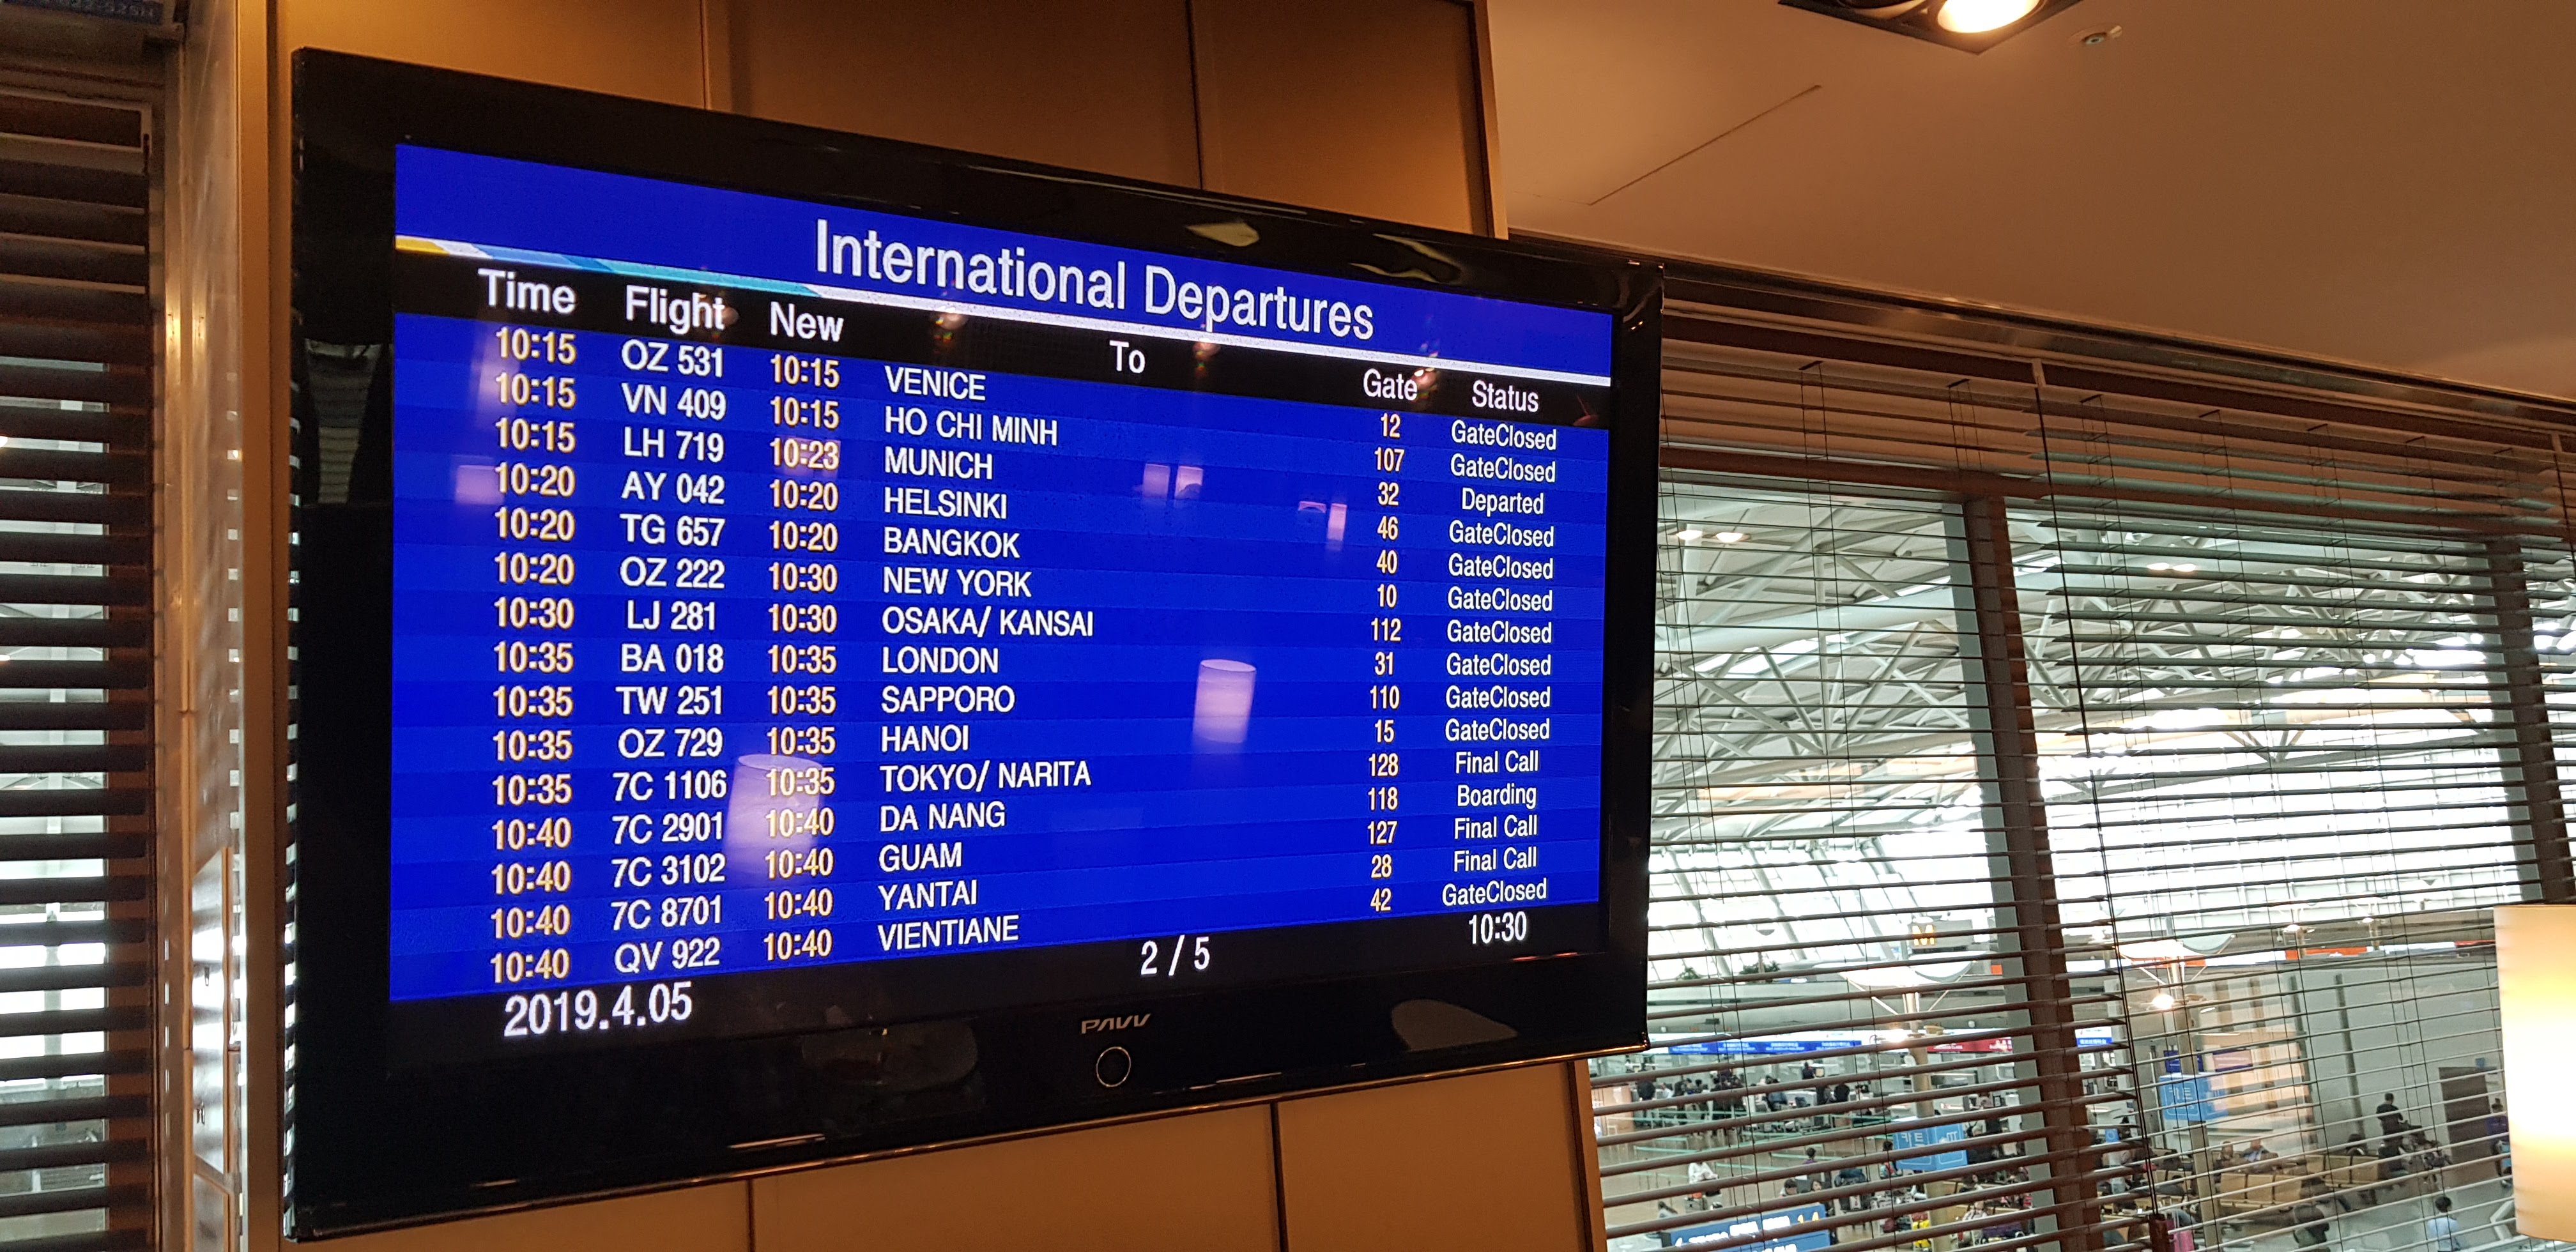 International Departures
Time Flight New To Gate Status
10:15 OZ 531 10:15 VENICE 12 GateClosed
10:15 VN 409 10:15 HO CHI MINH 107 GateClosed
10:15 LH 719 10:23 MUNICH 32 Departed
10:20 AY 042 10:20 HELSINKI 46 GateClosed
10:20 TG 657 10:20 BANGKOK 40 GateClosed
10:20 OZ 222 10:30 NEW YORK 10 GateClosed
10:30 LJ 281 10:30 OSAKA/ KANSAI 112 GateClosed
10:35 BA 018 10:35 LONDON 31 GateClosed
10:35 TW 251 10:35 SAPPORO 110 GateClosed
10:35 OZ 729 10:35 HANOI 15 GateClosed
10:35 7C 1106 10:35 TOKYO/ NARITA 128 Final Call
10:40 7C 2901 10:40 DA NANG 118 Boarding
10:40 7C 3102 10:40 GUAM 127 Final Call
10:40 7C 8701 10:40 YANTAI 28 Final Call
10:40 QV 922 10:40 VIENTIANE 42 GateClosed
2019.4.05 2 / 5 10:30
PAVV